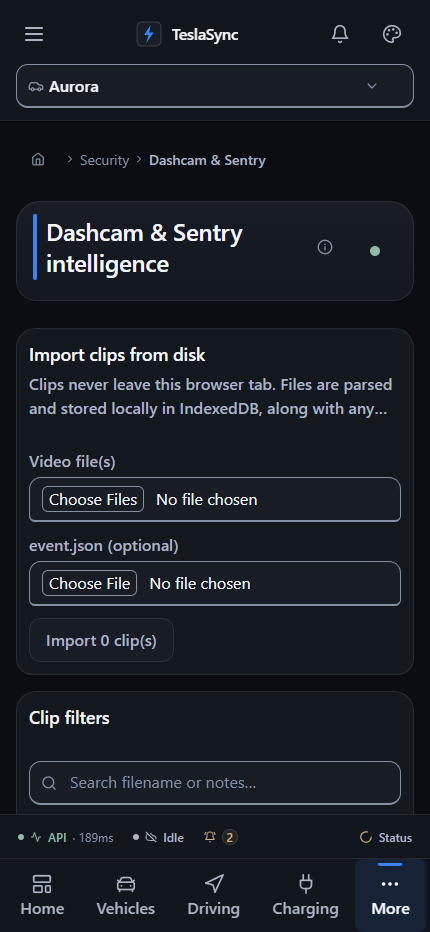 TeslaSync
Aurora
Security
Dashcam & Sentry
Dashcam & Sentry
intelligence
Import clips from disk
Clips never leave this browser tab. Files are parsed
and stored locally in IndexedDB, along with any...
Video file(s)
Choose Files No file chosen
event.json (optional)
Choose File No file chosen
Import 0 clip(s)
Clip filters
Search filename or notes...
API · 189ms Idle 2 Status
Home Vehicles Driving Charging More